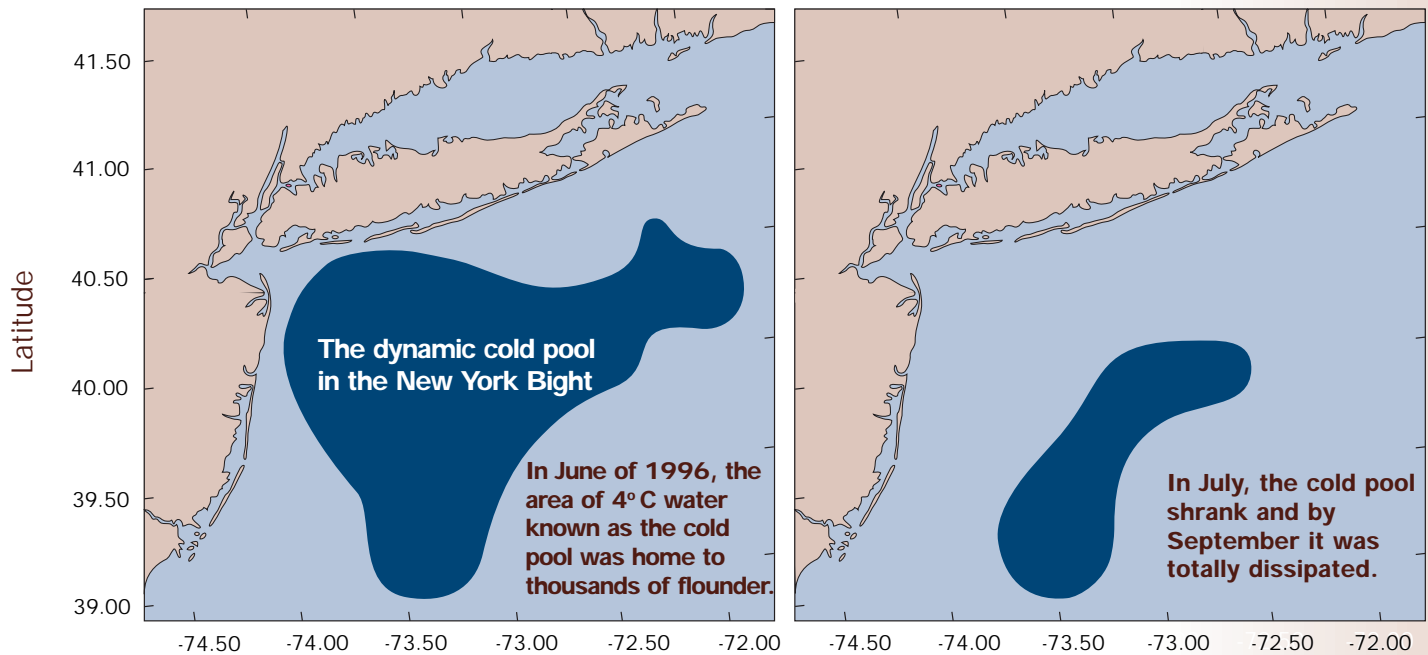 41.50
41.00
40.50
40.00
39.50
39.00
Latitude
The dynamic cold pool
in the New York Bight
In June of 1996, the
area of 4°C water
known as the cold
pool was home to
thousands of flounder.
-74.50 -74.00 -73.50 -73.00 -72.50 -72.00
In July, the cold pool
shrank and by
September it was
totally dissipated.
-74.50 -74.00 -73.50 -73.00 -72.50 -72.00